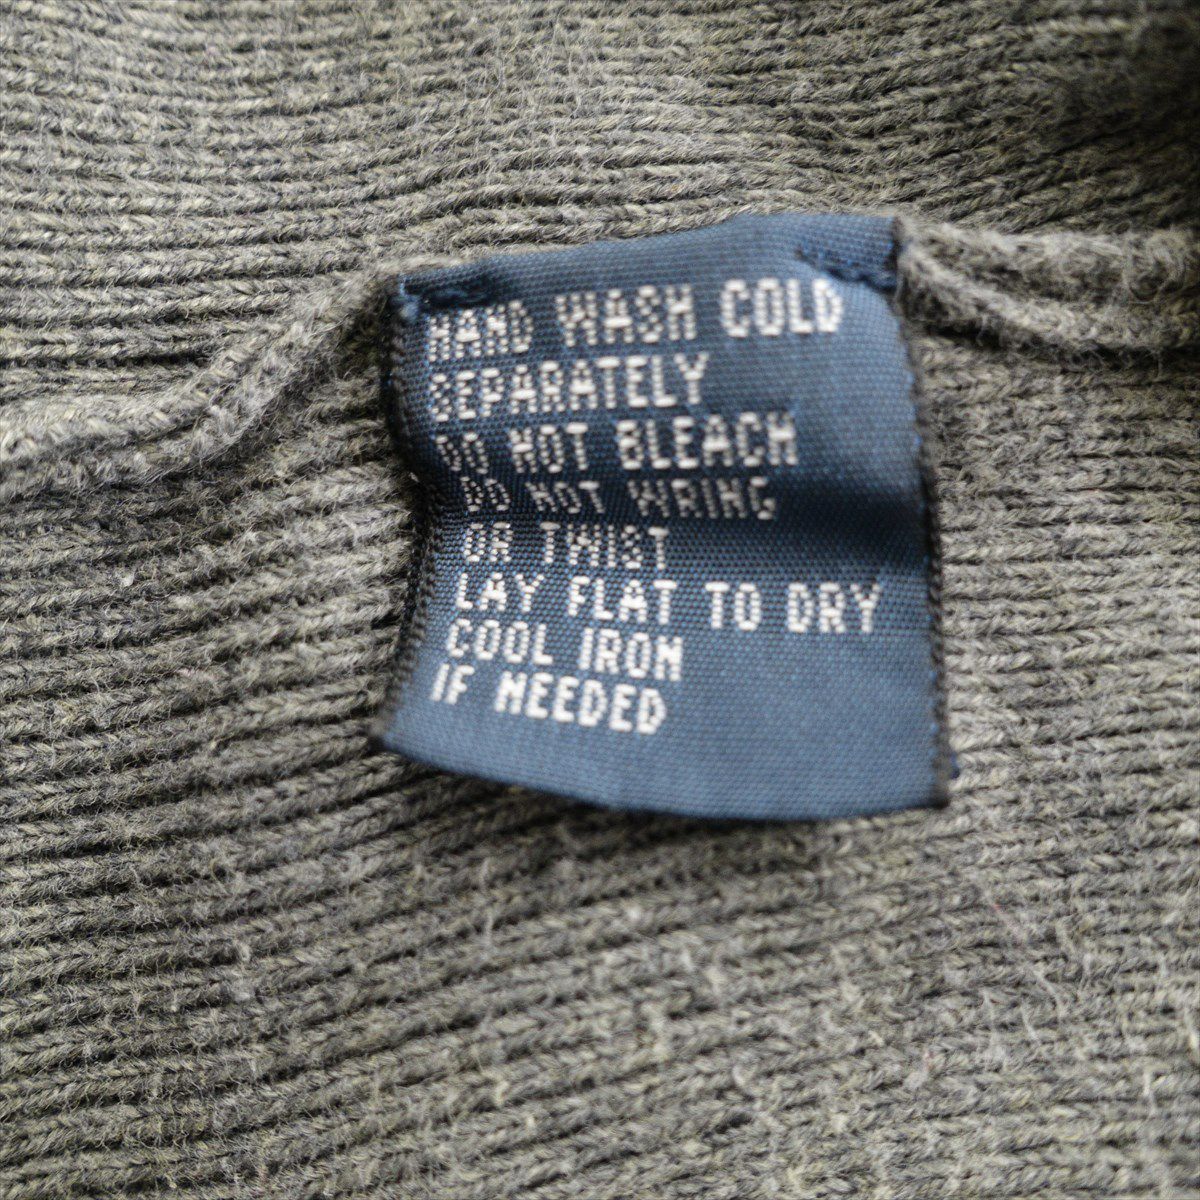 HAND WASH COLD
SEPARATELY
DO NOT BLEACH
DO NOT WRING
OR TWIST
LAY FLAT TO DRY
COOL IRON
IF NEEDED